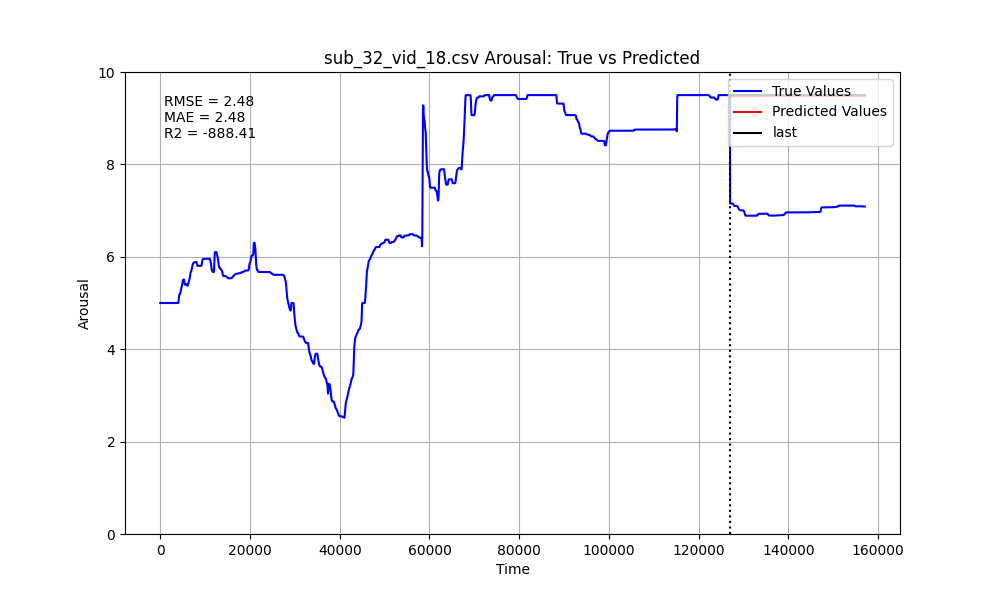 sub_32_vid_18.csv Arousal: True vs Predicted
RMSE = 2.48
MAE = 2.48
R2 = -888.41
True Values
Predicted Values
last
Arousal
10
8
6
4
2
0
0 20000 40000 60000 80000 100000 120000 140000 160000
Time